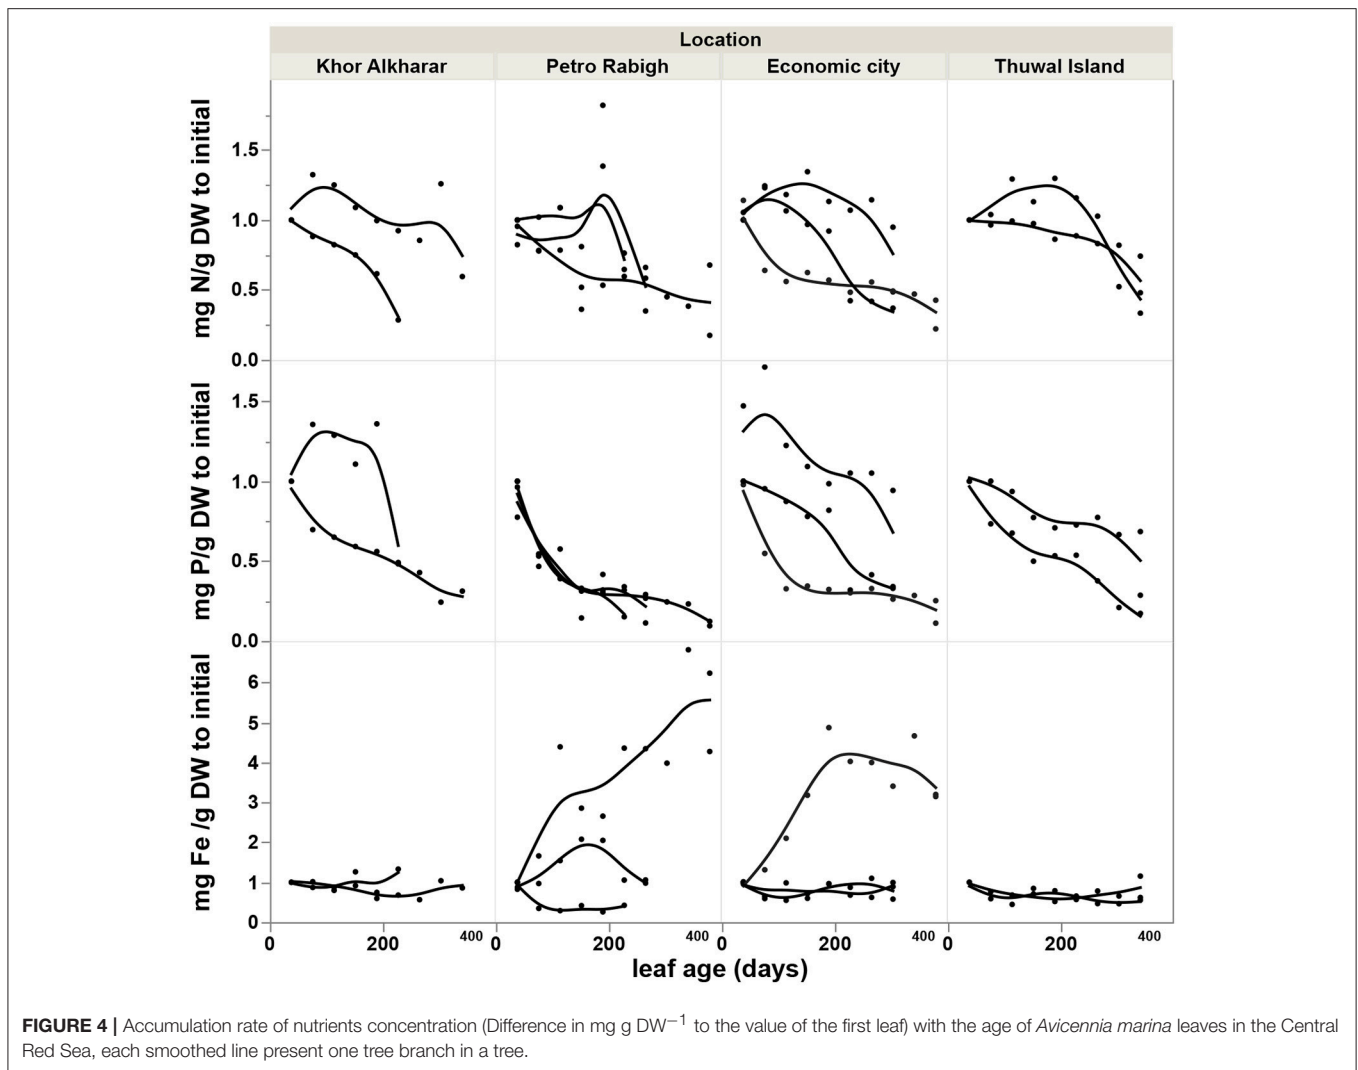 Location
Khor Alkharar Petro Rabigh Economic city Thuwal Island
mg N/g DW to initial
1.5
1.0
0.5
0.0
mg P/g DW to initial
1.5
1.0
0.5
0.0
mg Fe /g DW to initial
6
5
4
3
2
1
0
0 200 400 0 200 400 0 200 400 0 200 400
leaf age (days)
FIGURE 4 | Accumulation rate of nutrients concentration (Difference in mg g DW−1 to the value of the first leaf) with the age of Avicennia marina leaves in the Central
Red Sea, each smoothed line present one tree branch in a tree.